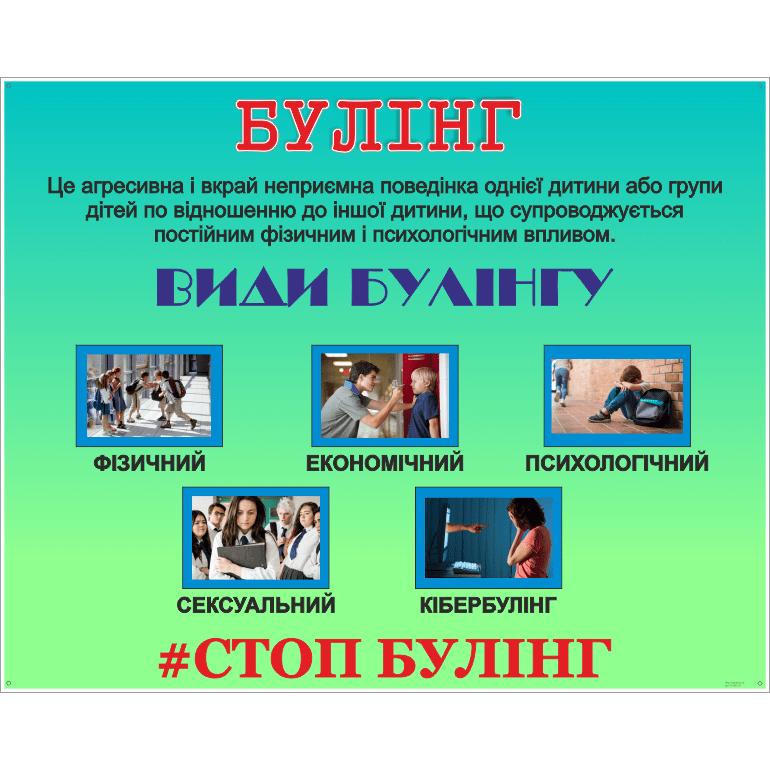 БУЛІНГ
Це агресивна і вкрай неприємна поведінка однієї дитини або групи
дітей по відношенню до іншої дитини, що супроводжується
постійним фізичним і психологічним впливом.
ВИДИ БУЛІНГУ
ФІЗИЧНИЙ
ЕКОНОМІЧНИЙ
ПСИХОЛОГІЧНИЙ
СЕКСУАЛЬНИЙ
КІБЕРБУЛІНГ
#СТОП БУЛІНГ